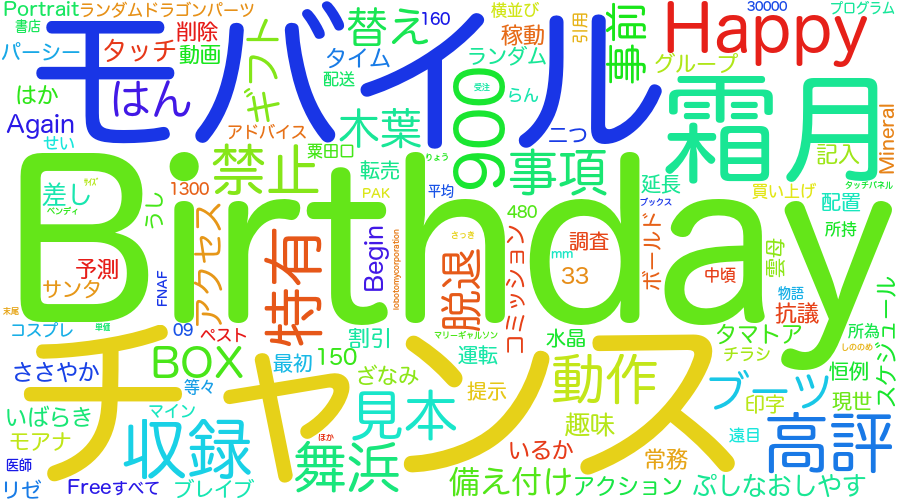 Portrait
ランダムドラゴンパーツ
書店
パーシー
タッチ
削除
動画
ギフト
替え
160
タイム
配送
ランダム
横並び
稼動
引用
事前
グループ
Happy
30000
プログラム
モバイル
はか
はん
Again
せい
アドバイス
木葉
900
受注
らん
二つ
霜月
記入
Mineral
粟田口
りょう
禁止
転売
PAK
平均
事項
延長
ブックス
買い上げ
タッチパネル
配置
所持
サイズ
差し
ペンディ
うし
1300
Birthday
480
さっき
mm
アクセス
特有
Begin
lobotomycorporation
脱退
コミッション
調査
33
ボールド
中頃
雲母
予測
サンタ
FNAF
物語
抗議
末尾
コスプレ
単価
09
ペスト
割引
マリーギャルソン
水晶
タマトア
チラシ
しののめ
所為
スケジュール
チャンス
BOX
150
最初
運転
ささやか
等々
ざなみ
提示
動作
ブーツ
印字
恒例
現世
いばらき
マイン
モアナ
収録
見本
趣味
遠目
高評
医師
ほか
舞浜
いるか
常務
リゼ
Free
すべて
ブレイブ
備え付け
アクション
ぷしなおしやす